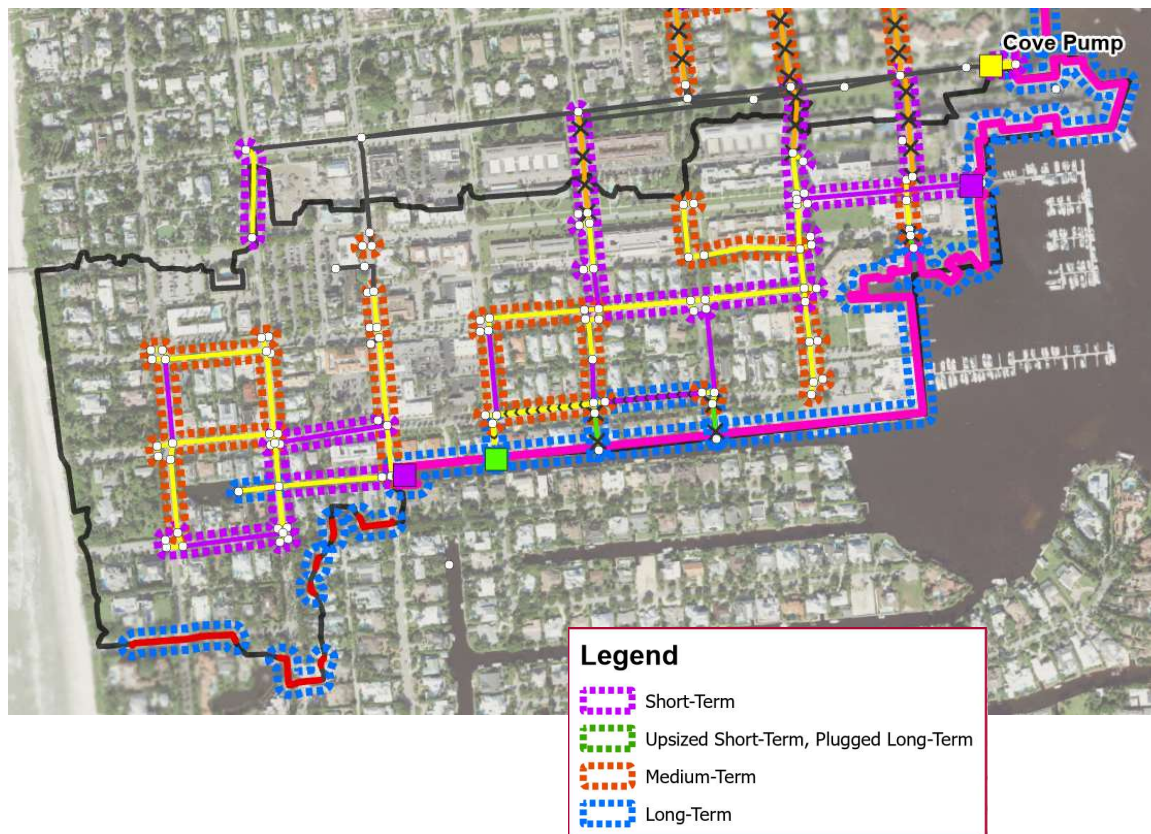 Cove Pump
Legend
Short-Term
Upsized Short-Term, Plugged Long-Term
Medium-Term
Long-Term